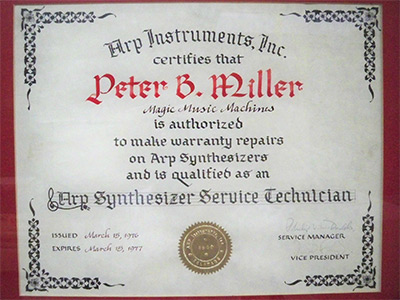 Arp Instruments, Inc.
certifies that
Peter B. Miller
Magic Music Machines
is authorized
to make warranty repairs
on Arp Synthesizers
and is qualified as an
Arp Synthesizer Service Technician
ISSUED March 15, 1976
EXPIRES March 15, 1977
SERVICE MANAGER
VICE PRESIDENT